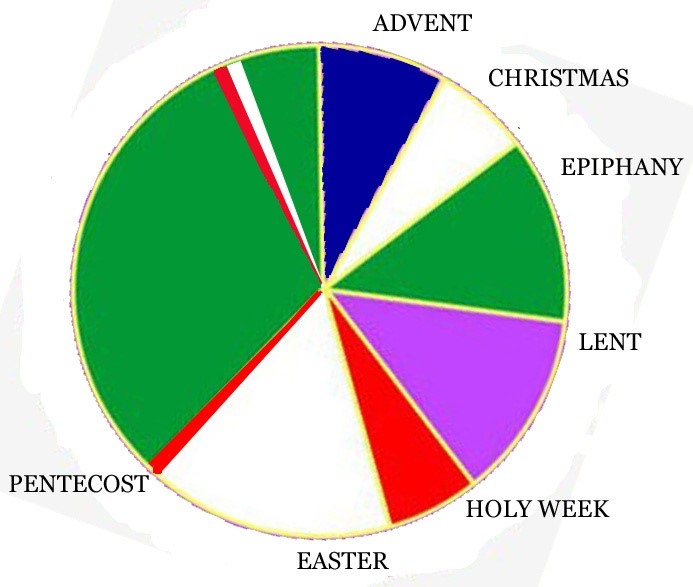 ADVENT
CHRISTMAS
EPIPHANY
LENT
HOLY WEEK
EASTER
PENTECOST